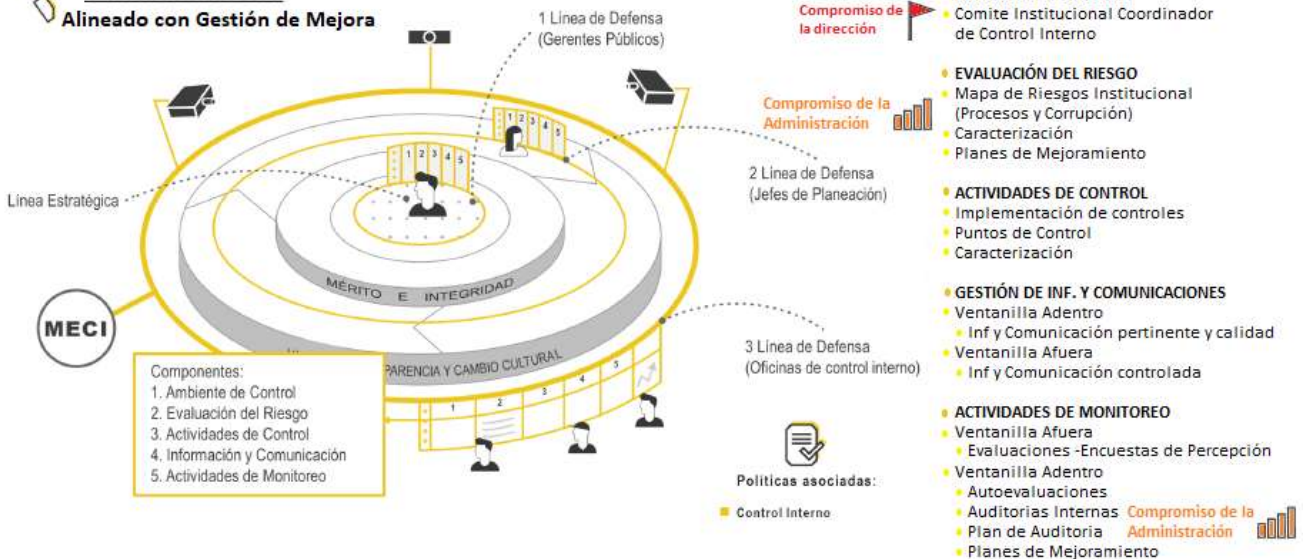 Alineado con Gestión de Mejora
1 Línea de Defensa
(Gerentes Públicos)
Compromiso de
la dirección
Comite Institucional Coordinador
de Control Interno
EVALUACIÓN DEL RIESGO
Mapa de Riesgos Institucional
(Procesos y Corrupción)
Caracterización
Planes de Mejoramiento
Compromiso de la
Administración
1 2 3 4 5
1 2 3 4 5
Línea Estratégica
2 Línea de Defensa
(Jefes de Planeación)
ACTIVIDADES DE CONTROL
Implementación de controles
Puntos de Control
Caracterización
MÉRITO E INTEGRIDAD
MECI
PARENCIA Y CAMBIO CULTURAL
GESTIÓN DE INF. Y COMUNICACIONES
Ventanilla Adentro
Inf y Comunicación pertinente y calidad
Ventanilla Afuera
Inf y Comunicación controlada
3 Línea de Defensa
(Oficinas de control interno)
Componentes:
1. Ambiente de Control
2. Evaluación del Riesgo
3. Actividades de Control
4. Información y Comunicación
5. Actividades de Monitoreo
1 2 3 4 5
Políticas asociadas:
Control Interno
ACTIVIDADES DE MONITOREO
Ventanilla Afuera
Evaluaciones -Encuestas de Percepción
Ventanilla Adentro
Autoevaluaciones
Auditorias Internas
Plan de Auditoria
Planes de Mejoramiento
Compromiso de la
Administración